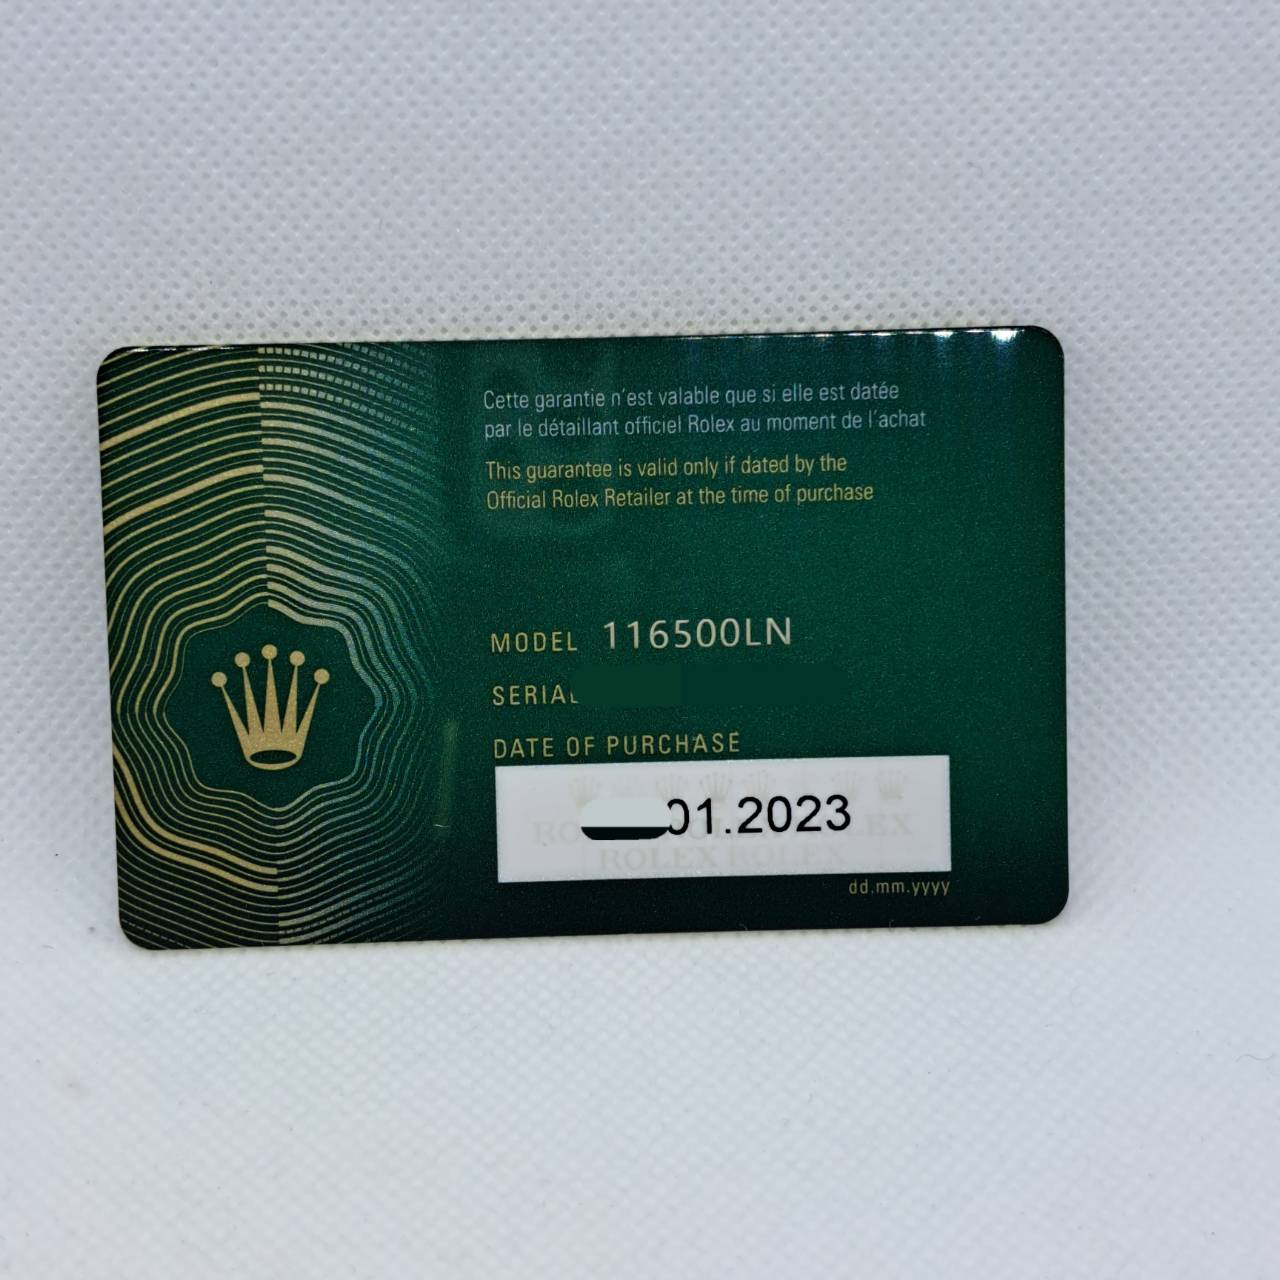 Cette garantie n'est valable que si elle est datée
par le détaillant officiel Rolex au moment de l'achat
This guarantee is valid only if dated by the
Official Rolex Retailer at the time of purchase
MODEL 116500LN
SERIAL
DATE OF PURCHASE
01.2023
ROLEX ROLEX
dd.mm.yyyy